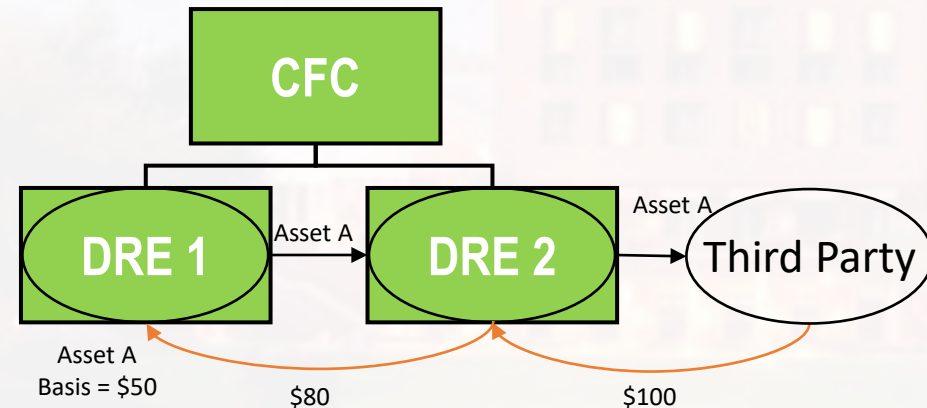 CFC
DRE 1
Asset A
DRE 2
Asset A
Third Party
Asset A
Basis = $50
$80
$100